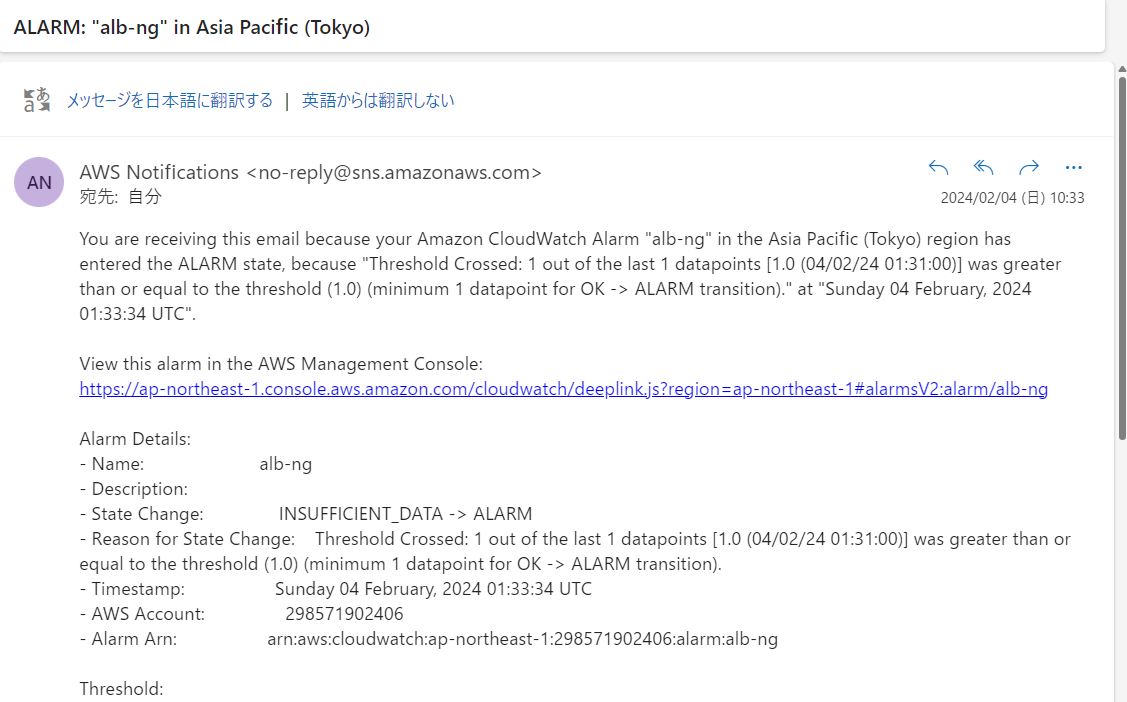 ALARM: "alb-ng" in Asia Pacific (Tokyo)
メッセージを日本語に翻訳する | 英語からは翻訳しない
AN
AWS Notifications <no-reply@sns.amazonaws.com>
宛先: 自分
2024/02/04 (日) 10:33
You are receiving this email because your Amazon CloudWatch Alarm "alb-ng" in the Asia Pacific (Tokyo) region has
entered the ALARM state, because "Threshold Crossed: 1 out of the last 1 datapoints [1.0 (04/02/24 01:31:00)] was greater
than or equal to the threshold (1.0) (minimum 1 datapoint for OK -> ALARM transition)." at "Sunday 04 February, 2024
01:33:34 UTC".
View this alarm in the AWS Management Console:
https://ap-northeast-1.console.aws.amazon.com/cloudwatch/deeplink.js?region=ap-northeast-1#alarmsV2:alarm/alb-ng
Alarm Details:
- Name: alb-ng
- Description:
- State Change: INSUFFICIENT_DATA -> ALARM
- Reason for State Change: Threshold Crossed: 1 out of the last 1 datapoints [1.0 (04/02/24 01:31:00)] was greater than or
equal to the threshold (1.0) (minimum 1 datapoint for OK -> ALARM transition).
- Timestamp: Sunday 04 February, 2024 01:33:34 UTC
- AWS Account: 298571902406
- Alarm Arn: arn:aws:cloudwatch:ap-northeast-1:298571902406:alarm:alb-ng
Threshold: